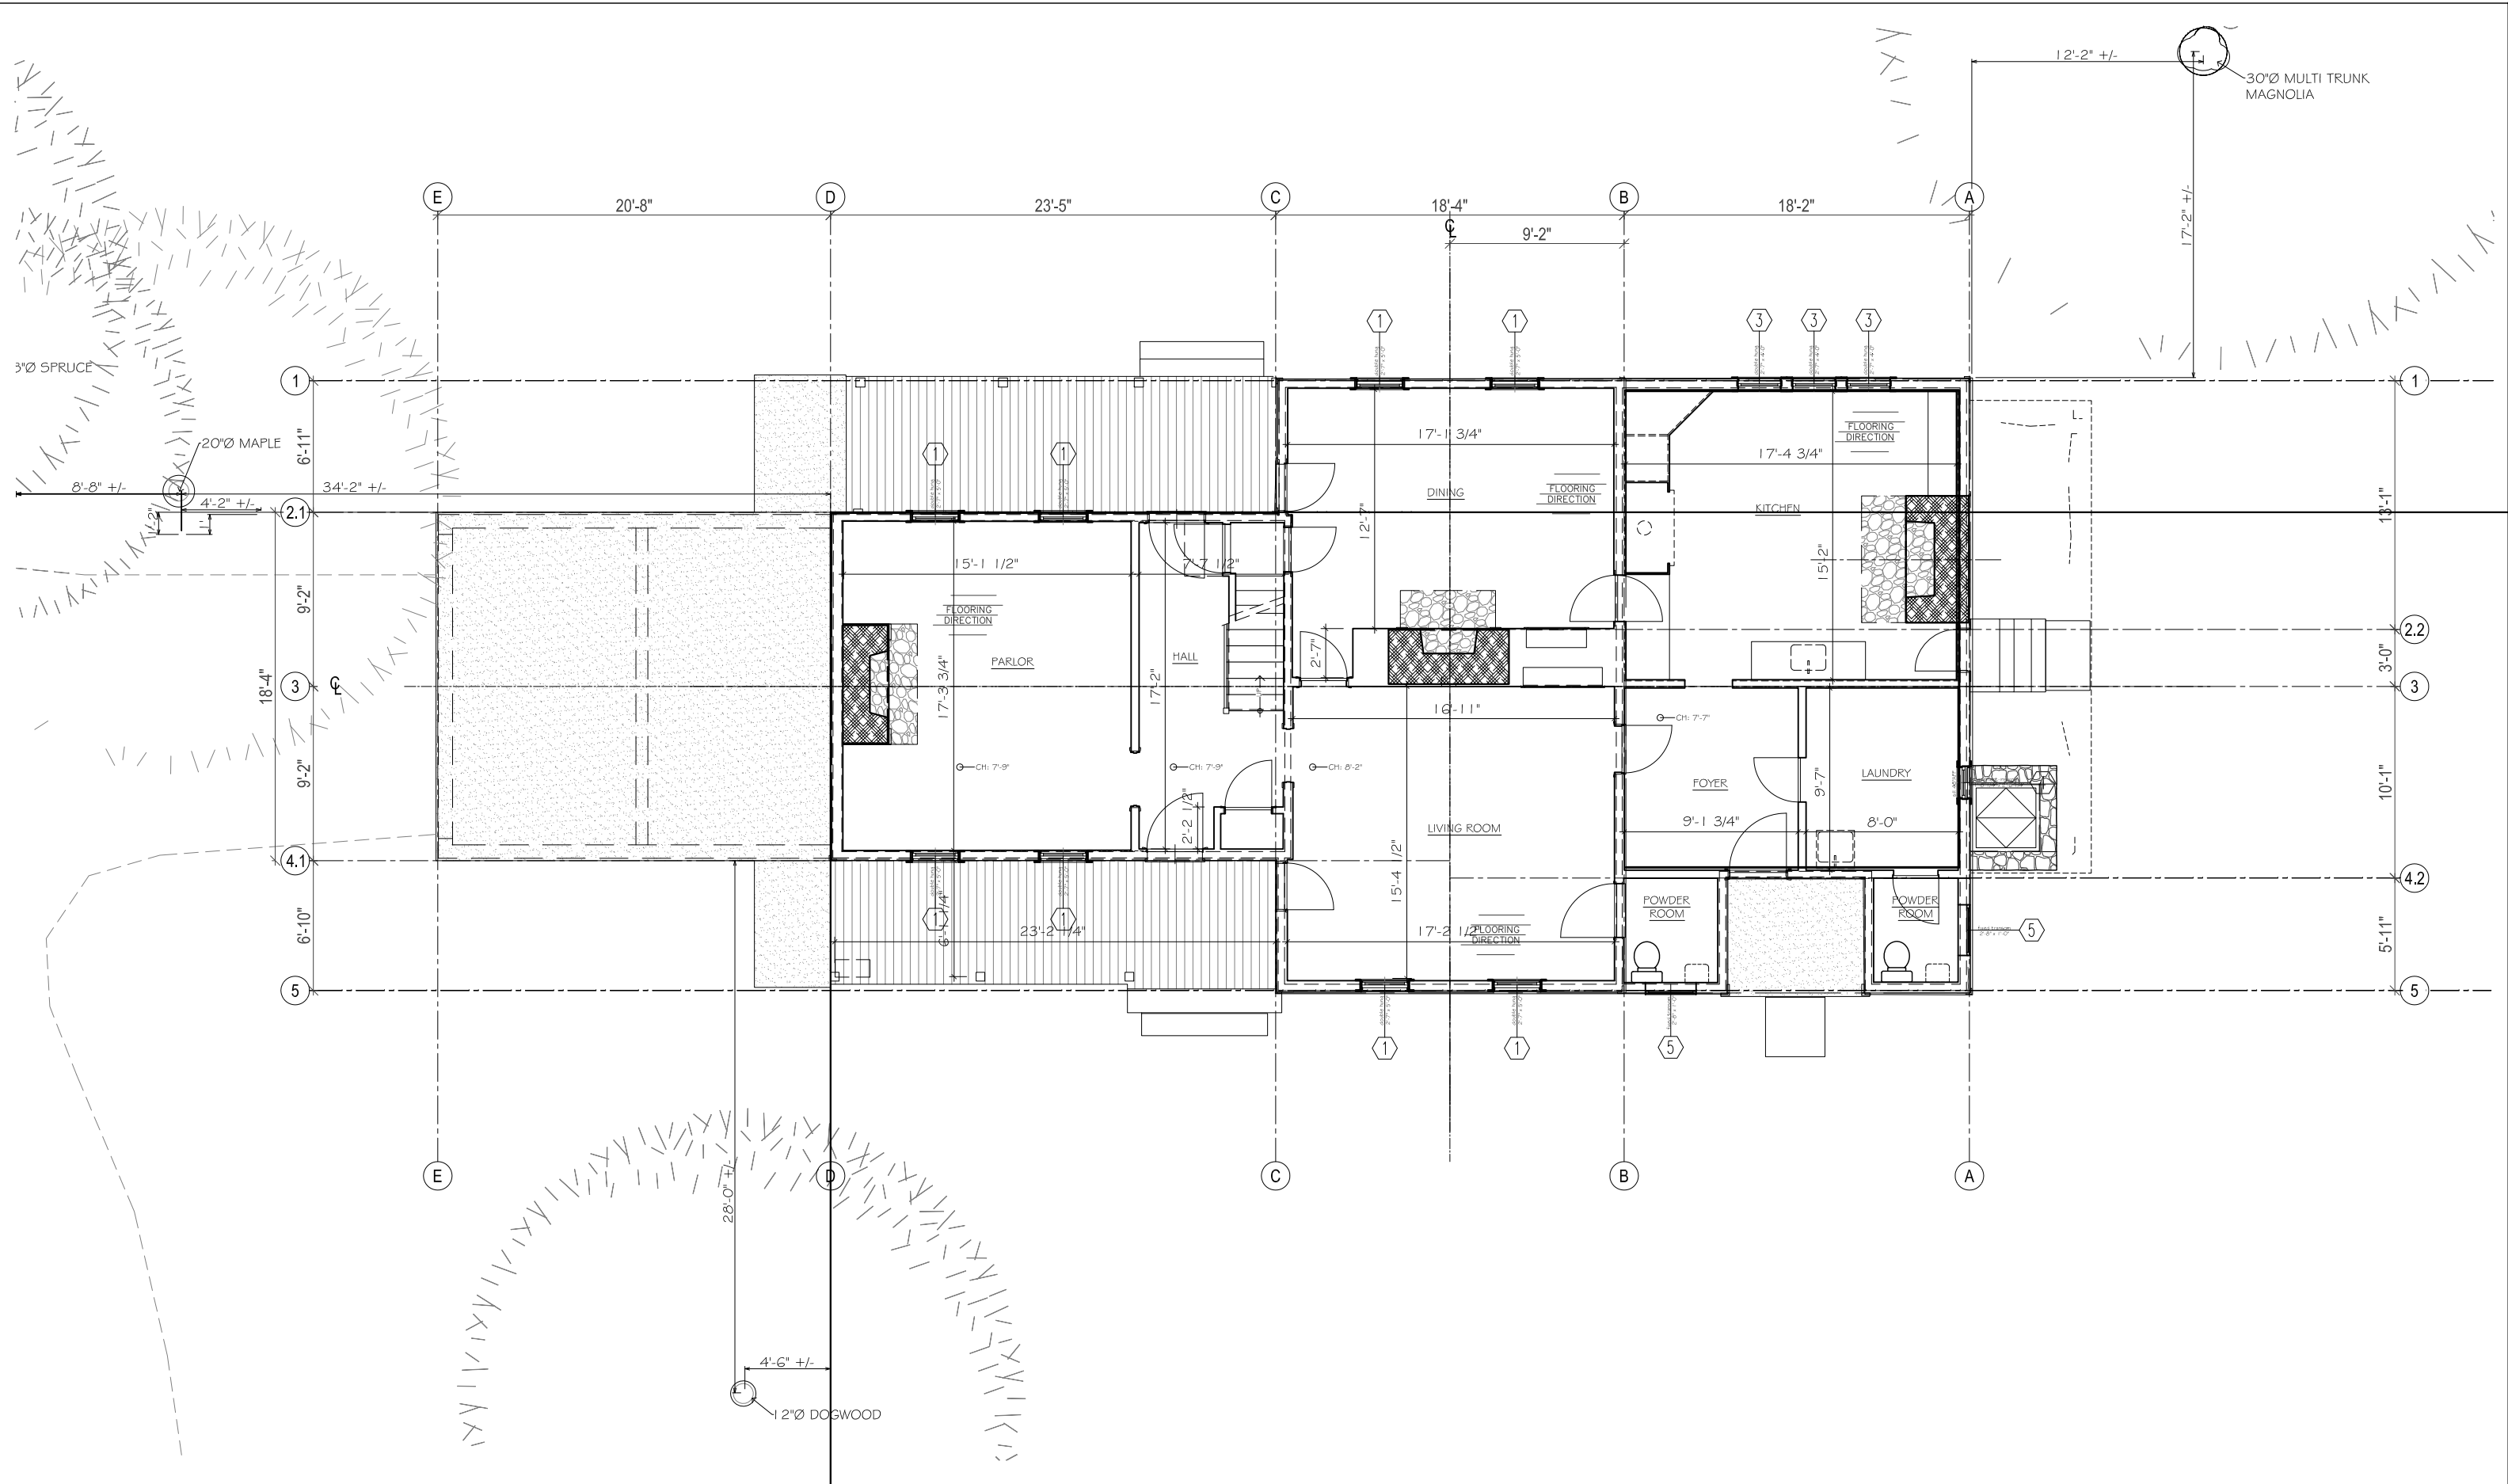 12'-2" +/-
30"Ø MULTI TRUNK
MAGNOLIA
17'-2" +/-
E
D
C
B
A
20'-8"
23'-5"
18'-4"
18'-2"
9'-2"
1
1
3
3
3
3"Ø SPRUCE
1
1
20"Ø MAPLE
6'-11"
8'-8" +/-
34'-2" +/-
4'-2" +/-
2.1
1
1
17'-1 3/4"
FLOORING
DIRECTION
17'-4 3/4"
DINING
FLOORING
DIRECTION
KITCHEN
12'-7"
13'-1"
15'-1 1/2"
7'-7 1/2"
15'-2"
9'-2"
FLOORING
DIRECTION
2.2
PARLOR
HALL
2'-7"
3'-0"
18'-4"
3
17'-3 3/4"
17'-2"
3
16'-11"
CH: 7'-7"
9'-2"
CH: 7'-9"
CH: 7'-9"
CH: 8'-2"
FOYER
LAUNDRY
9'-7"
10'-1"
2'-2 1/2"
LIVING ROOM
9'-1 3/4"
8'-0"
4.1
15'-4 1/2"
4.2
POWDER
ROOM
POWDER
ROOM
6'-10"
1
1
6'-1 1/4"
23'-2 1/4"
17'-2 1/2"
FLOORING
DIRECTION
5
5'-11"
5
5
1
1
5
E
D
C
B
A
28'-0" +/-
4'-6" +/-
12"Ø DOGWOOD